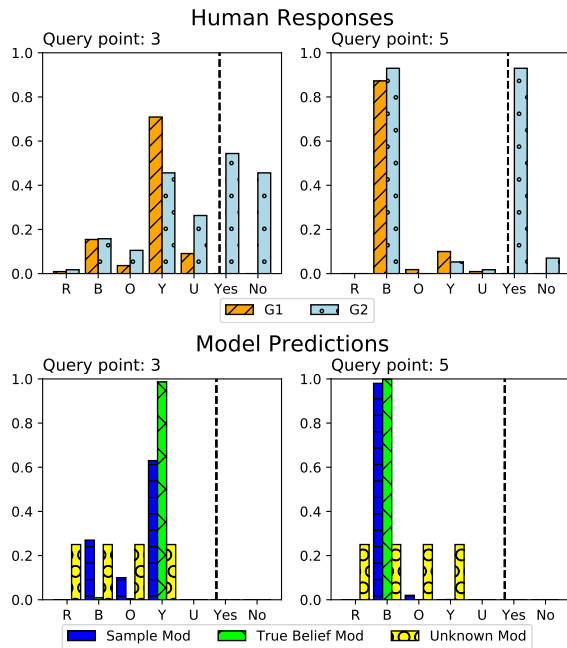 Human Responses
Query point: 3
Query point: 5
1.0
0.8
0.6
0.4
0.2
0.0
R B O Y U Yes No
1.0
0.8
0.6
0.4
0.2
0.0
R B O Y U Yes No
G1 G2
Model Predictions
Query point: 3
Query point: 5
1.0
0.8
0.6
0.4
0.2
0.0
R B O Y U Yes No
1.0
0.8
0.6
0.4
0.2
0.0
R B O Y U Yes No
Sample Mod True Belief Mod Unknown Mod